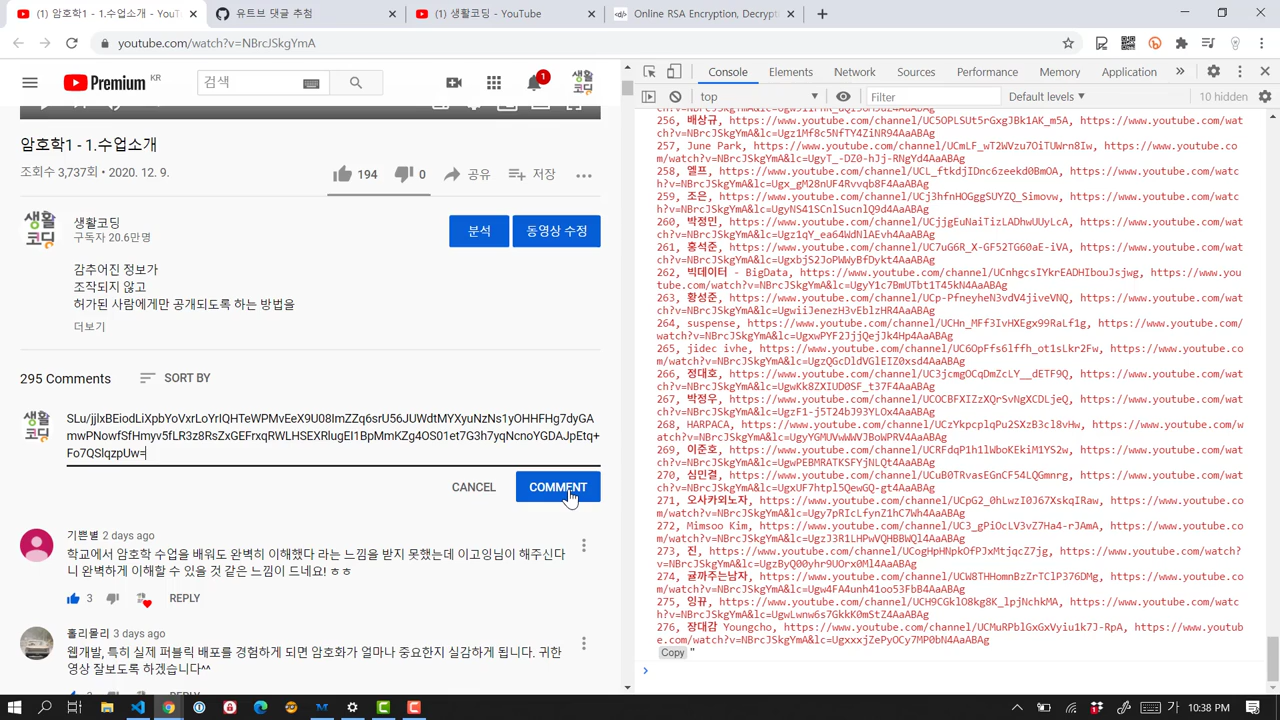 (1) 암호학1 - 1.수업소개 - YouT
유트브 댓글 추첨
(1) 생활코딩 - YouTube
Online RSA Encryption, Decrypt
youtube.com/watch?v=NBrcJSkgYmA
Premium KR
검색
1
생활
코딩
암호학1 - 1.수업소개
조회수 3,737회 • 2020. 12. 9.
194
0
공유
저장
생활
코딩
생활코딩
구독자 20.6만명
분석
동영상 수정
감추어진 정보가
조작되지 않고
허가된 사람에게만 공개되도록 하는 방법을
더보기
295 Comments
SORT BY
생활
코딩
SLu/jjlxBEiodLiXpbYoVxrLoYrIQHTeWPMvEeX9U08ImZZq6srU56JUWdtMYXyuNzNs1yOHHFHg7dyGA
mwPNowfSfHmyv5fLR3z8RsZxGEFrxqRWLHSEXRlugEI1BpMmKZg4OS01et7G3h7yqNcnoYGDAJpEtq+
Fo7QSlqzpUw=
CANCEL
COMMENT
기쁜별 2 days ago
학교에서 암호학 수업을 배워도 완벽히 이해했다 라는 느낌을 받지 못했는데 이고잉님이 해주신다
니 완벽하게 이해할 수 있을 것 같은 느낌이 드네요! ㅎㅎ
3
REPLY
홀리몰리 3 days ago
웹개발, 특히 실제 퍼블릭 배포를 경험하게 되면 암호화가 얼마나 중요한지 실감하게 됩니다. 귀한
영상 잘보도록 하겠습니다^^
Console
Elements
Network
Sources
Performance
Memory
Application
top
Filter
Default levels
10 hidden
256, 배상규, https://www.youtube.com/channel/UC5OPLSUt5rGxgJBk1AK_m5A, https://www.youtube.com/wat
ch?v=NBrcJSkgYmA&lc=Ugz1Mf8c5NfTY4ZiNR94AaABAg
257, June Park, https://www.youtube.com/channel/UCmLF_wT2WVzu7OiTUWrn8Iw, https://www.youtube.com
/watch?v=NBrcJSkgYmA&lc=UgyT_-DZ0-hJj-RNgYd4AaABAg
258, 엘프, https://www.youtube.com/channel/UCL_ftkdjIDnc6zeekd0BmOA, https://www.youtube.com/watc
h?v=NBrcJSkgYmA&lc=Ugx_gM28nUF4Rvvqb8F4AaABAg
259, 조은, https://www.youtube.com/channel/UCj3hfnHOGggSUYZQ_Simovw, https://www.youtube.com/watc
h?v=NBrcJSkgYmA&lc=UgyNS41SCnlSucnlQ9d4AaABAg
260, 박정민, https://www.youtube.com/channel/UCjjgEuNaiTizLADhwUUyLcA, https://www.youtube.com/wat
ch?v=NBrcJSkgYmA&lc=Ugz1qY_ea64WdNlAEvh4AaABAg
261, 홍석준, https://www.youtube.com/channel/UC7uG6R_X-GF52TG60aE-iVA, https://www.youtube.com/wat
ch?v=NBrcJSkgYmA&lc=UgxbjS2JoPWWyBfDykt4AaABAg
262, 빅데이터 - BigData, https://www.youtube.com/channel/UCnhgcsIYkrEADHIbouJsjwg, https://www.you
tube.com/watch?v=NBrcJSkgYmA&lc=UgyY1c7BmUTbt1T45kN4AaABAg
263, 황성준, https://www.youtube.com/channel/UCp-PfneyheN3vdV4jiveVNQ, https://www.youtube.com/wat
ch?v=NBrcJSkgYmA&lc=UgwiiJenezH3vEblzHR4AaABAg
264, suspense, https://www.youtube.com/channel/UCHn_MFf3IvHXEgx99RaLf1g, https://www.youtube.com/
watch?v=NBrcJSkgYmA&lc=UgxwPYF2JjjQejJk4Hp4AaABAg
265, jidec ivhe, https://www.youtube.com/channel/UC6OpFfs6lffh_ot1sLkr2Fw, https://www.youtube.co
m/watch?v=NBrcJSkgYmA&lc=UgzQGcDldVGlEIZ0xsd4AaABAg
266, 정대호, https://www.youtube.com/channel/UC3jcmgOCqDmZcLY__dETF9Q, https://www.youtube.com/wat
ch?v=NBrcJSkgYmA&lc=UgwKk8ZXIUD0SF_t37F4AaABAg
267, 박정우, https://www.youtube.com/channel/UCOCBFXIZzXQrSvNgXCDLjeQ, https://www.youtube.com/wat
ch?v=NBrcJSkgYmA&lc=UgzF1-j5T24bJ93YLOx4AaABAg
268, HARPACA, https://www.youtube.com/channel/UCzYkpcplqPu2SXzB3cl8vHw, https://www.youtube.com/w
atch?v=NBrcJSkgYmA&lc=UgyYGMUVwWWVJBoWPRV4AaABAg
269, 이준호, https://www.youtube.com/channel/UCRFdqP1h1lWboKEkiM1YS2w, https://www.youtube.com/wat
ch?v=NBrcJSkgYmA&lc=UgwPEBMRATKSFYjNLQt4AaABAg
270, 심민결, https://www.youtube.com/channel/UCuB0TRvasEGnCF54LQGmnrg, https://www.youtube.com/wat
ch?v=NBrcJSkgYmA&lc=UgxUF7htpl5QewGQ-gt4AaABAg
271, 오사카외노자, https://www.youtube.com/channel/UCpG2_0hLwzI0J67XskqIRaw, https://www.youtube.co
m/watch?v=NBrcJSkgYmA&lc=Ugy7pRIcLfynZ1hC7Wh4AaABAg
272, Mimsoo Kim, https://www.youtube.com/channel/UC3_gPiOcLV3vZ7Ha4-rJAmA, https://www.youtube.co
m/watch?v=NBrcJSkgYmA&lc=UgzJ3R1LHPwVQHBBWQl4AaABAg
273, 진, https://www.youtube.com/channel/UCogHpHNpkOfPJxMtjqcZ7jg, https://www.youtube.com/watch?
v=NBrcJSkgYmA&lc=UgzByQ00yhr9UOrx0Ml4AaABAg
274, 귤까주는남자, https://www.youtube.com/channel/UCW8THHomnBzZrTClP376DMg, https://www.youtube.co
m/watch?v=NBrcJSkgYmA&lc=Ugw4FA4unh41oo53FbB4AaABAg
275, 잉뀨, https://www.youtube.com/channel/UCH9CGklO8kg8K_lpjNchkMA, https://www.youtube.com/watc
h?v=NBrcJSkgYmA&lc=UgwLwnw6s7GkkK0mStZ4AaABAg
276, 장대감 Youngcho, https://www.youtube.com/channel/UCMuRPblGxGxVyiu1k7J-RpA, https://www.youtub
e.com/watch?v=NBrcJSkgYmA&lc=UgxxxjZePyOCy7MP0bN4AaABAg
Copy "
가
10:38 PM